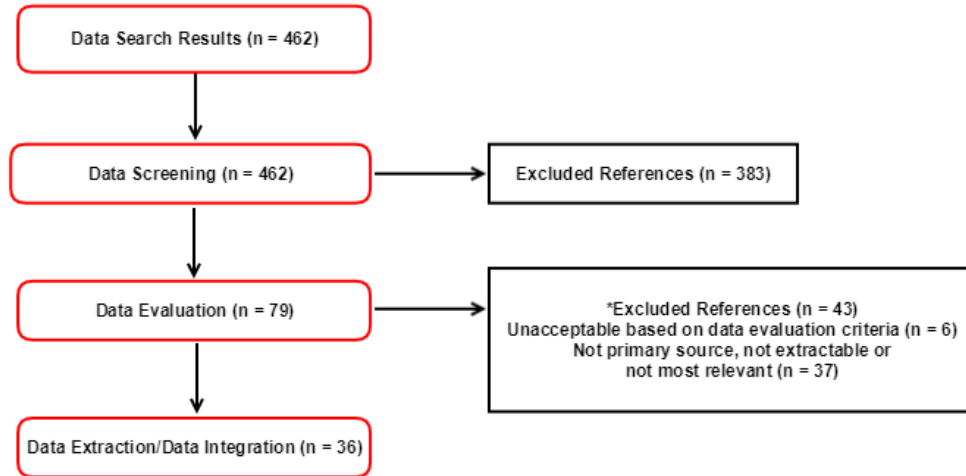 Data Search Results (n = 462)
Data Screening (n = 462)
Excluded References (n = 383)
Data Evaluation (n = 79)
*Excluded References (n = 43)
Unacceptable based on data evaluation criteria (n = 6)
Not primary source, not extractable or
not most relevant (n = 37)
Data Extraction/Data Integration (n = 36)